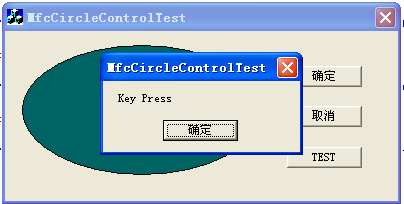 MfcCircleControlTest
MfcCircleControlTest
Key Press
确定
确定
取消
TEST